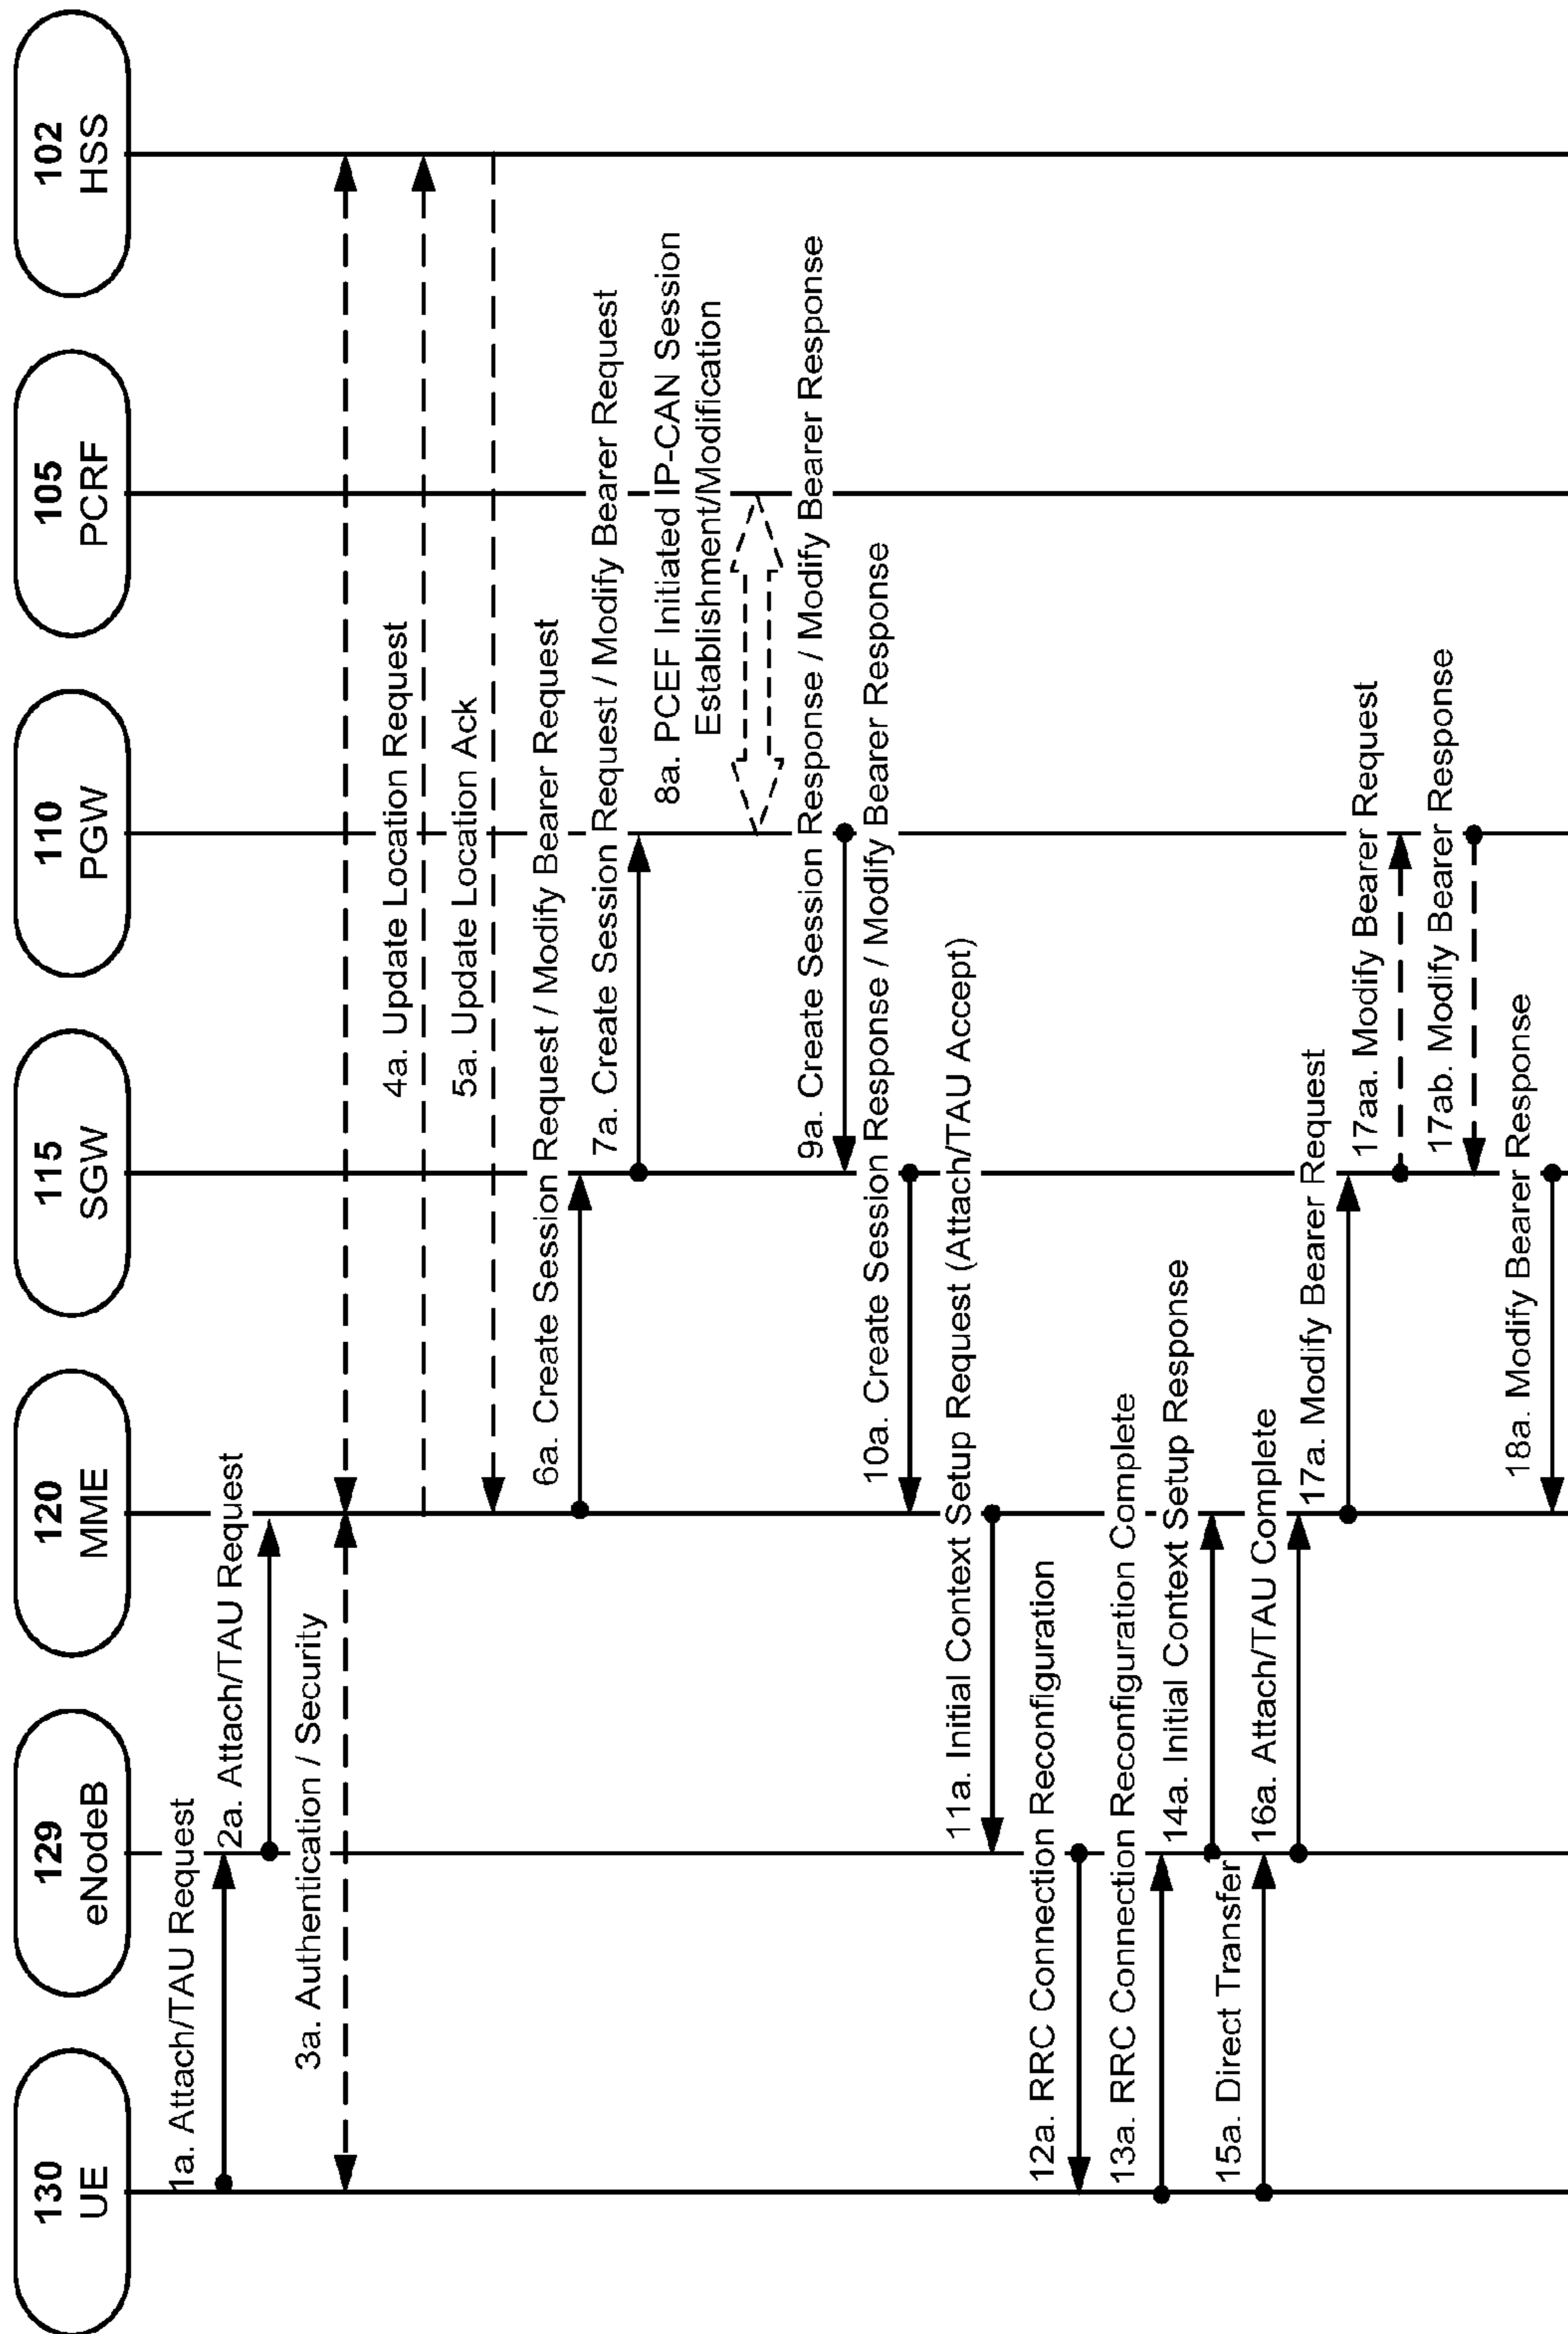 130
UE
129
eNodeB
120
MME
115
SGW
110
PGW
105
PCRF
102
HSS
1a. Attach/TAU Request
2a. Attach/TAU Request
3a. Authentication / Security
4a. Update Location Request
5a. Update Location Ack
6a. Create Session Request / Modify Bearer Request
7a. Create Session Request / Modify Bearer Request
8a. PCEF Initiated IP-CAN Session
Establishment/Modification
9a. Create Session Response / Modify Bearer Response
10a. Create Session Response / Modify Bearer Response
11a. Initial Context Setup Request (Attach/TAU Accept)
12a. RRC Connection Reconfiguration
13a. RRC Connection Reconfiguration Complete
14a. Initial Context Setup Response
15a. Direct Transfer
16a. Attach/TAU Complete
17a. Modify Bearer Request
17aa. Modify Bearer Request
17ab. Modify Bearer Response
18a. Modify Bearer Response